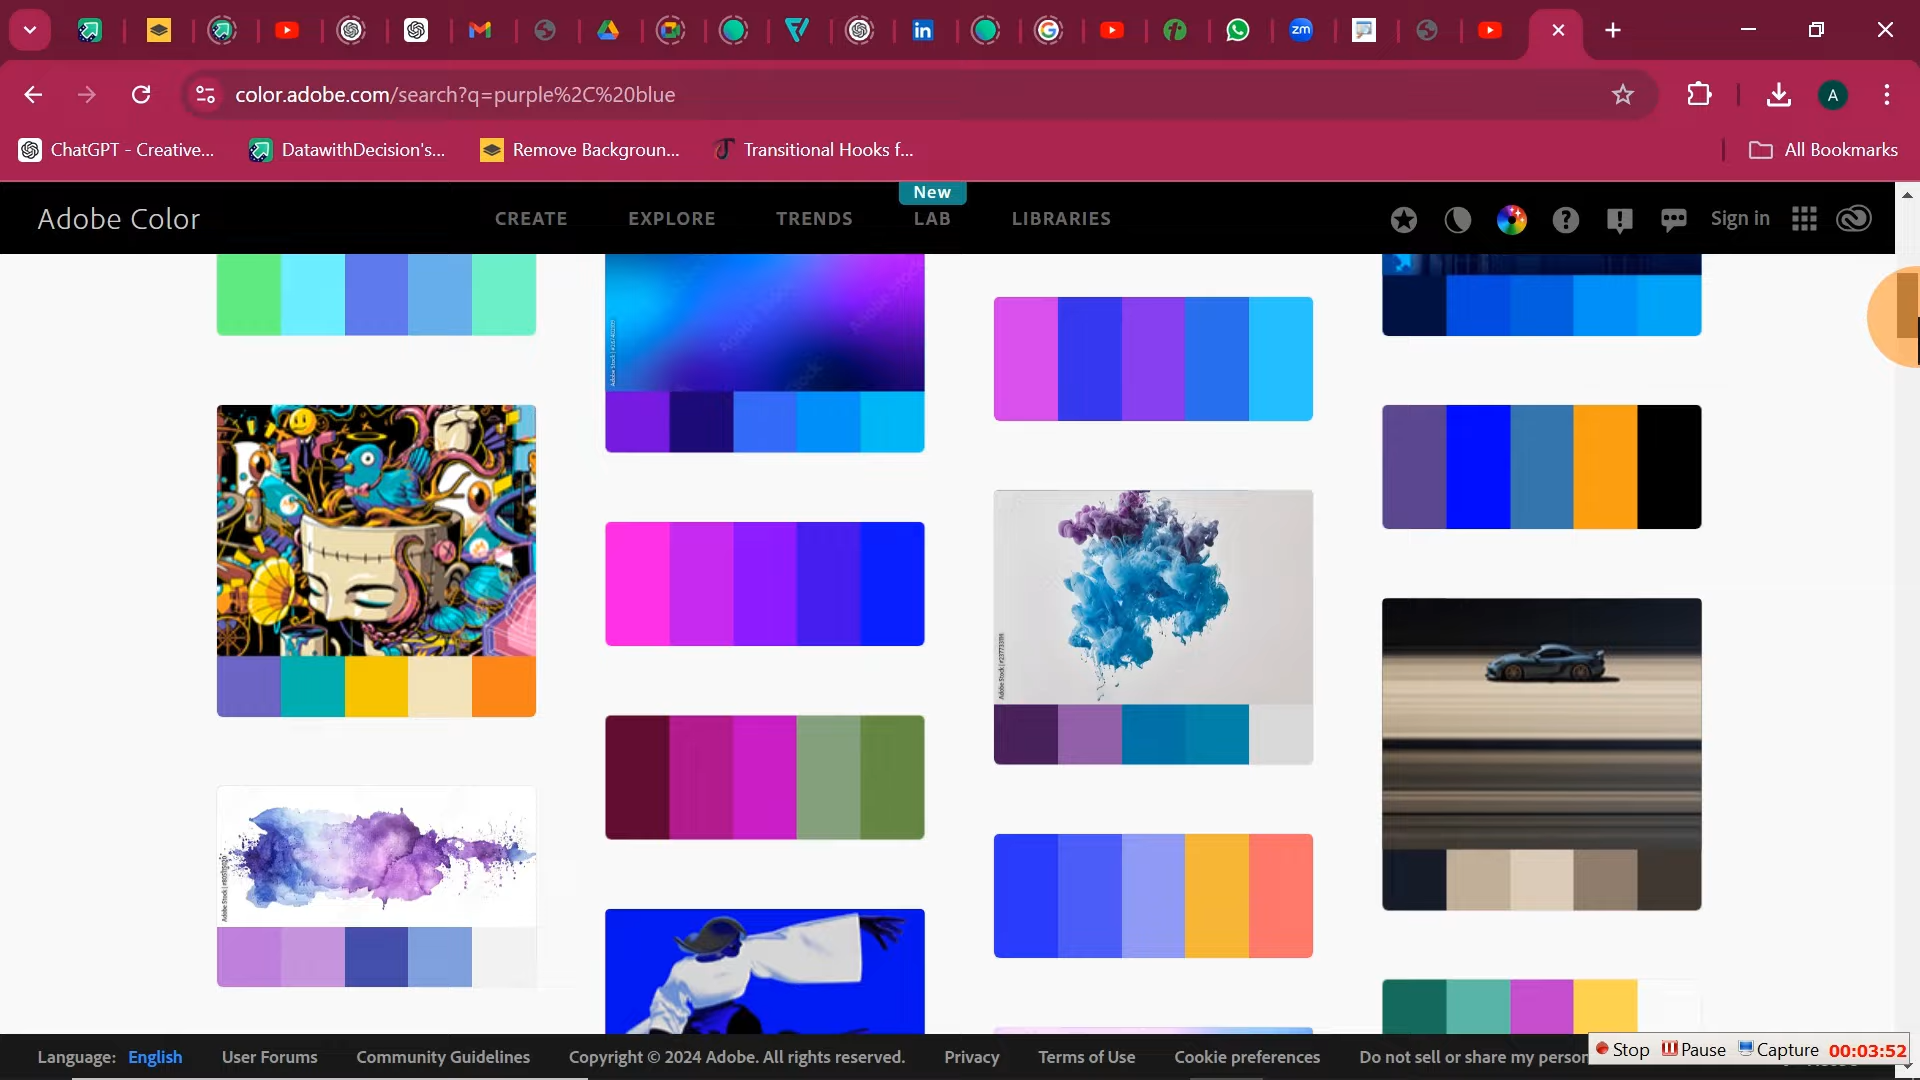 zm
color.adobe.com/search?q=purple%2C%20blue
A
ChatGPT - Creative...
DatawithDecision's...
Remove Backgroun...
Transitional Hooks f...
All Bookmarks
New
Adobe Color
CREATE
EXPLORE
TRENDS
LAB
LIBRARIES
Sign in
Adobe Stock
Language: English
User Forums
Community Guidelines
Copyright © 2024 Adobe. All rights reserved.
Privacy
Terms of Use
Cookie preferences
Do not sell or share my person
Stop
Pause
Capture
00:03:52